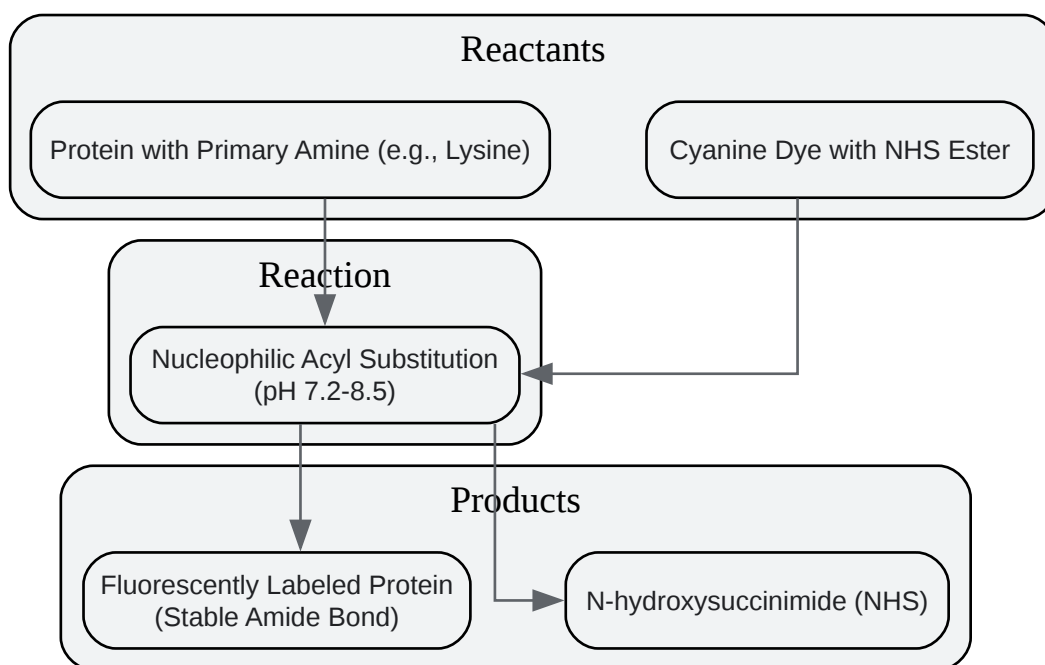 Reactants
Protein with Primary Amine (e.g., Lysine)
Cyanine Dye with NHS Ester
Reaction
Nucleophilic Acyl Substitution
(pH 7.2-8.5)
Products
Fluorescently Labeled Protein
(Stable Amide Bond)
N-hydroxysuccinimide (NHS)